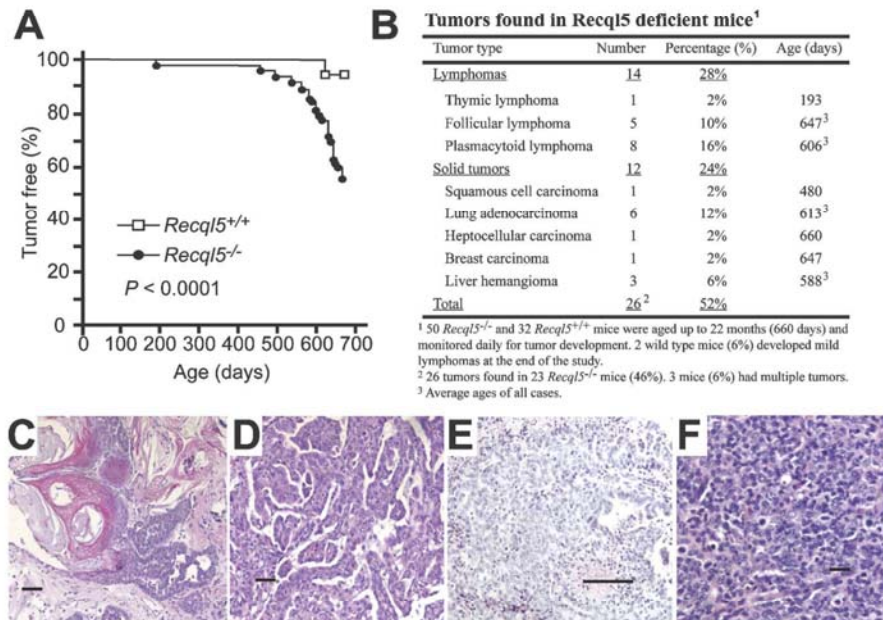 A
100
80
60
40
20
80
100
0
Tumor free (%)
Recql5+/+
Recql5-/-
P < 0.0001
0 100 200 300 400 500 600 700
Age (days)
B
Tumors found in Recql5 deficient mice¹
Tumor type Number Percentage (%) Age (days)
Lymphomas 14 28%
Thymic lymphoma 1 2% 193
Follicular lymphoma 5 10% 647³
Plasmacytoid lymphoma 8 16% 606³
Solid tumors 12 24%
Squamous cell carcinoma 1 2% 480
Lung adenocarcinoma 6 12% 613³
Heptocellular carcinoma 1 2% 660
Breast carcinoma 1 2% 647
Liver hemangioma 3 6% 588³
Total 26² 52%
¹ 50 Recql5-/- and 32 Recql5+/+ mice were aged up to 22 months (660 days) and
monitored daily for tumor development. 2 wild type mice (6%) developed mild
lymphomas at the end of the study.
² 26 tumors found in 23 Recql5-/- mice (46%). 3 mice (6%) had multiple tumors.
³ Average ages of all cases.
C
D
E
F